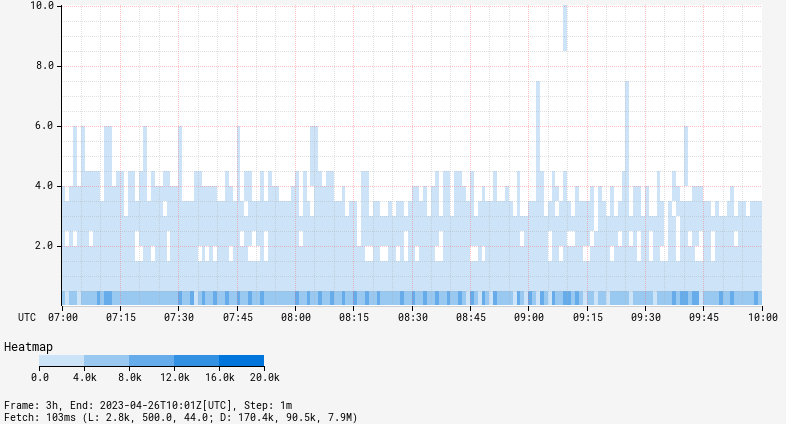 10.0
8.0
6.0
4.0
2.0
UTC 07:00 07:15 07:30 07:45 08:00 08:15 08:30 08:45 09:00 09:15 09:30 09:45 10:00
Heatmap
0.0 4.0k 8.0k 12.0k 16.0k 20.0k
Frame: 3h, End: 2023-04-26T10:01Z[UTC], Step: 1m
Fetch: 103ms (L: 2.8k, 500.0, 44.0; D: 170.4k, 90.5k, 7.9M)